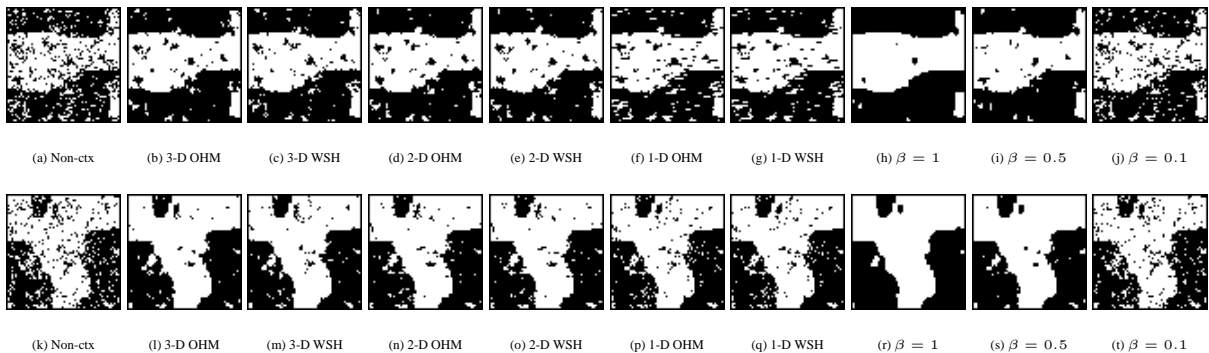 (a) Non-ctx (b) 3-D OHM (c) 3-D WSH (d) 2-D OHM (e) 2-D WSH (f) 1-D OHM (g) 1-D WSH (h) β = 1 (i) β = 0.5 (j) β = 0.1
(k) Non-ctx (l) 3-D OHM (m) 3-D WSH (n) 2-D OHM (o) 2-D WSH (p) 1-D OHM (q) 1-D WSH (r) β = 1 (s) β = 0.5 (t) β = 0.1